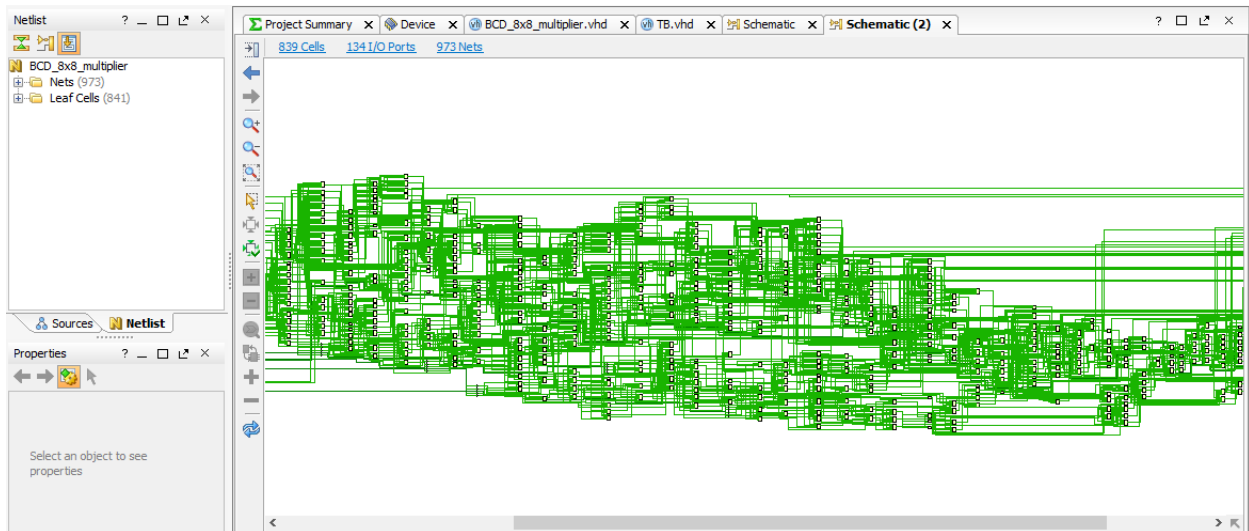 Netlist
BCD_8x8_multiplier
Nets (973)
Leaf Cells (841)
Sources
Netlist
Properties
Select an object to see
properties
Project Summary
Device
BCD_8x8_multiplier.vhd
TB.vhd
Schematic
Schematic (2)
839 Cells
134 I/O Ports
973 Nets